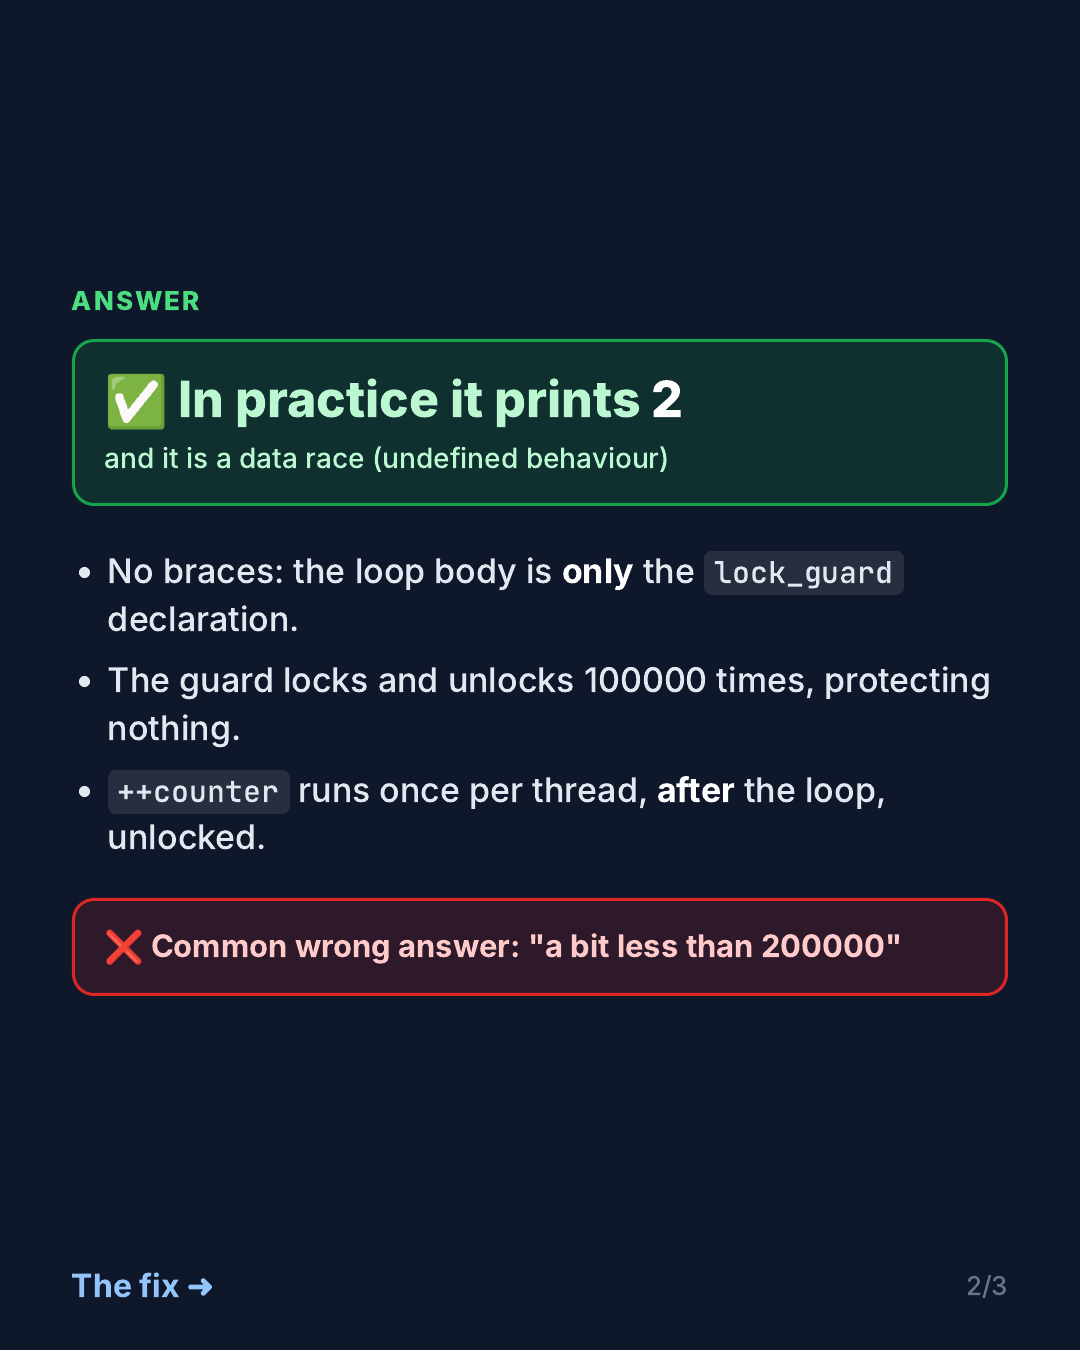 ANSWER
✅ In practice it prints 2
and it is a data race (undefined behaviour)
• No braces: the loop body is only the lock_guard
declaration.
• The guard locks and unlocks 100000 times, protecting
nothing.
• ++counter runs once per thread, after the loop,
unlocked.
❌ Common wrong answer: "a bit less than 200000"
The fix ➜
2/3